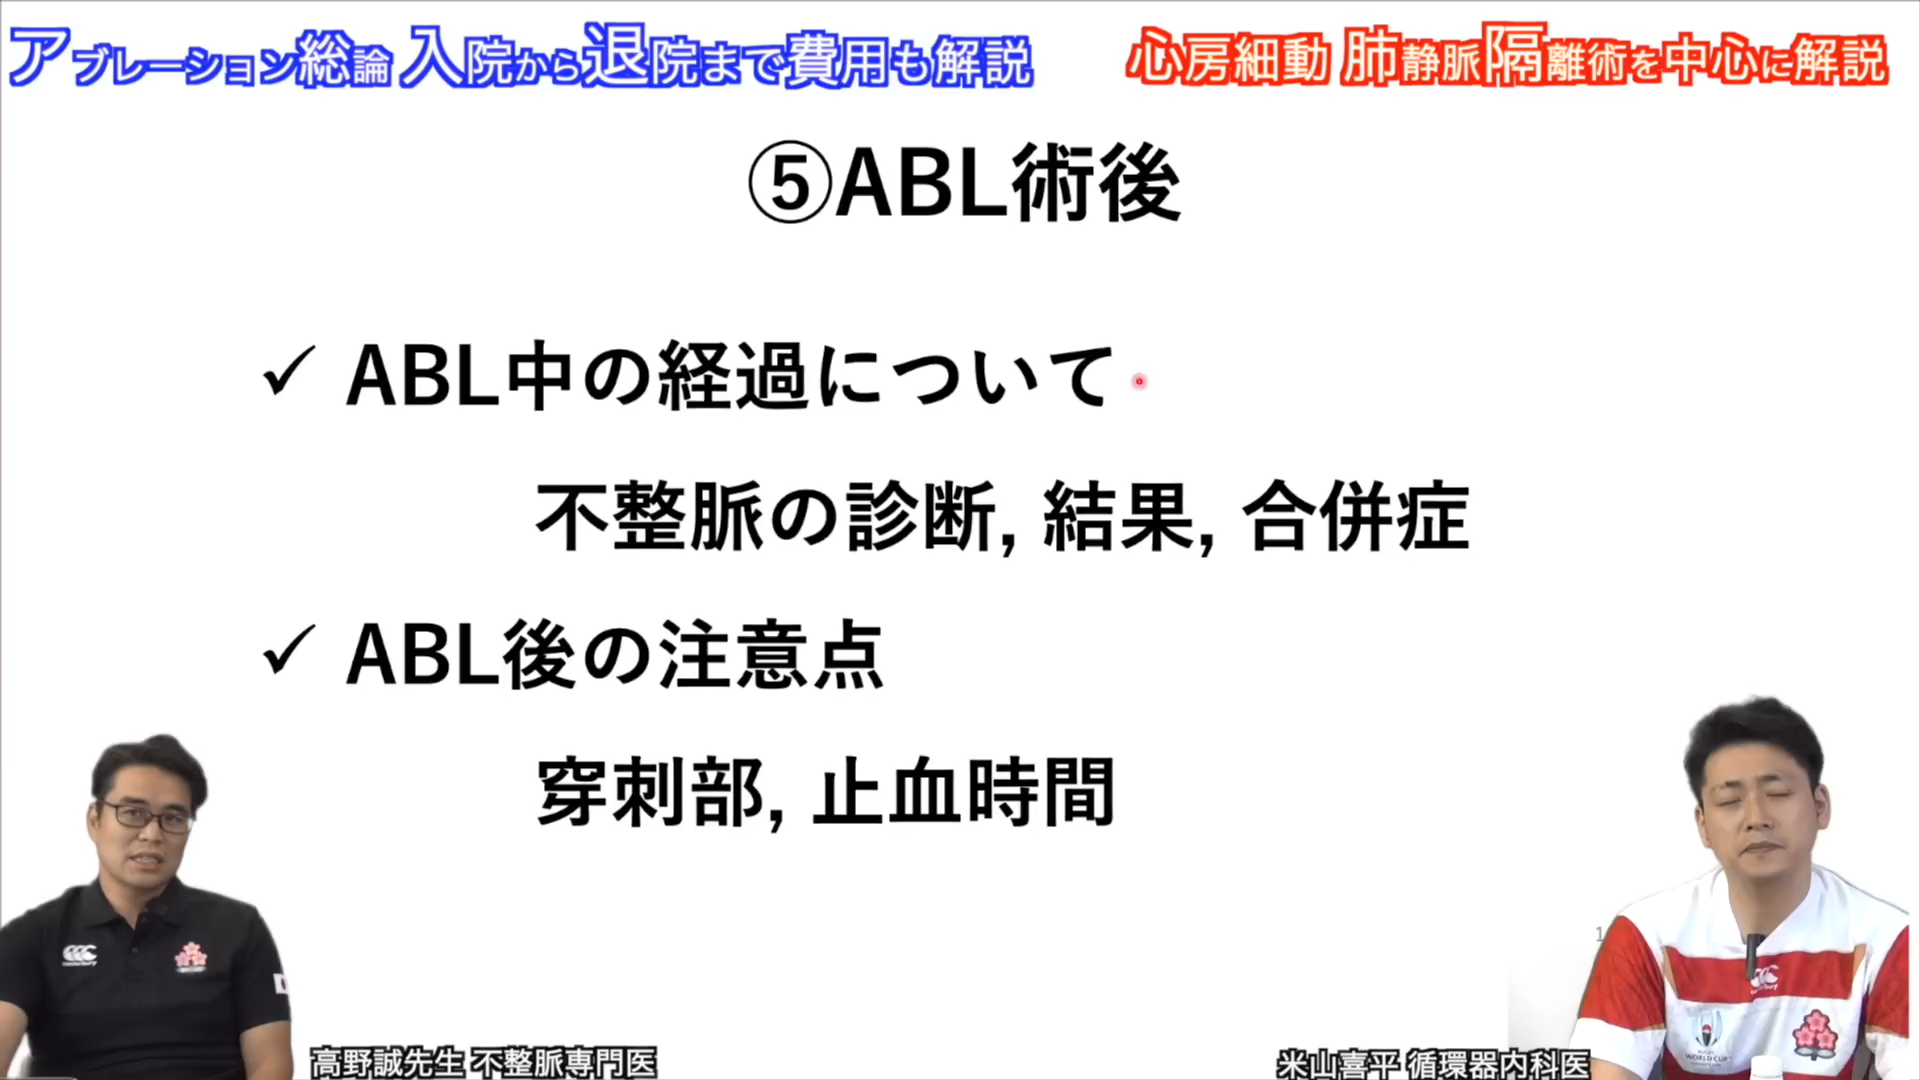 アブレーション総論 入院から退院まで費用も解説
心房細動 肺静脈隔離術を中心に解説
⑤ABL術後
✓ ABL中の経過について
不整脈の診断, 結果, 合併症
✓ ABL後の注意点
穿刺部, 止血時間
canterbury
canterbury
WORLD CUP
高野誠先生 不整脈専門医
米山喜平 循環器内科医